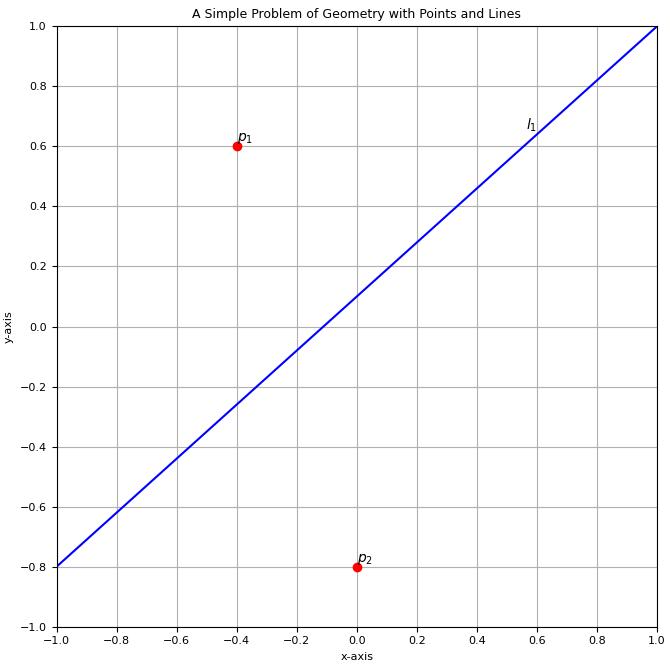 A Simple Problem of Geometry with Points and Lines
1.0
0.8
0.6
0.4
0.2
0.0
−0.2
−0.4
−0.6
−0.8
−1.0
y-axis
p₁
l₁
p₂
−1.0 −0.8 −0.6 −0.4 −0.2 0.0 0.2 0.4 0.6 0.8 1.0
x-axis